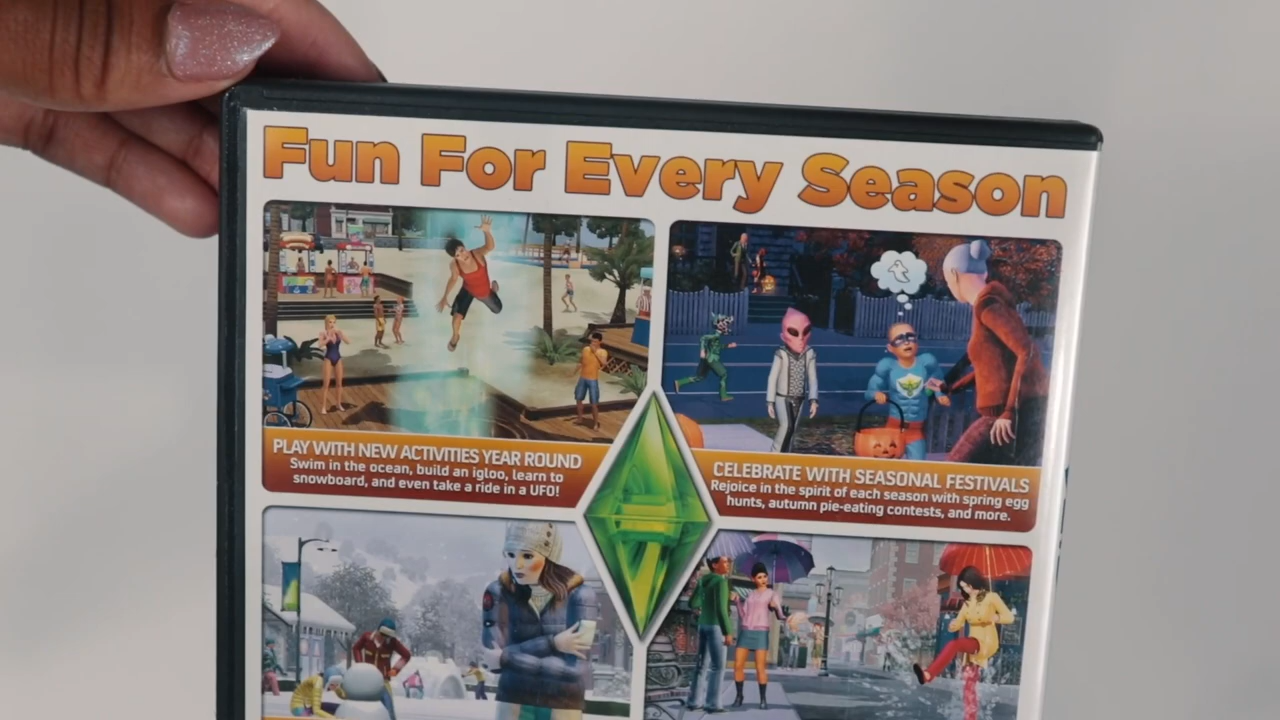 Fun For Every Season
PLAY WITH NEW ACTIVITIES YEAR ROUND
Swim in the ocean, build an igloo, learn to
snowboard, and even take a ride in a UFO!
CELEBRATE WITH SEASONAL FESTIVALS
Rejoice in the spirit of each season with spring egg
hunts, autumn pie-eating contests, and more.